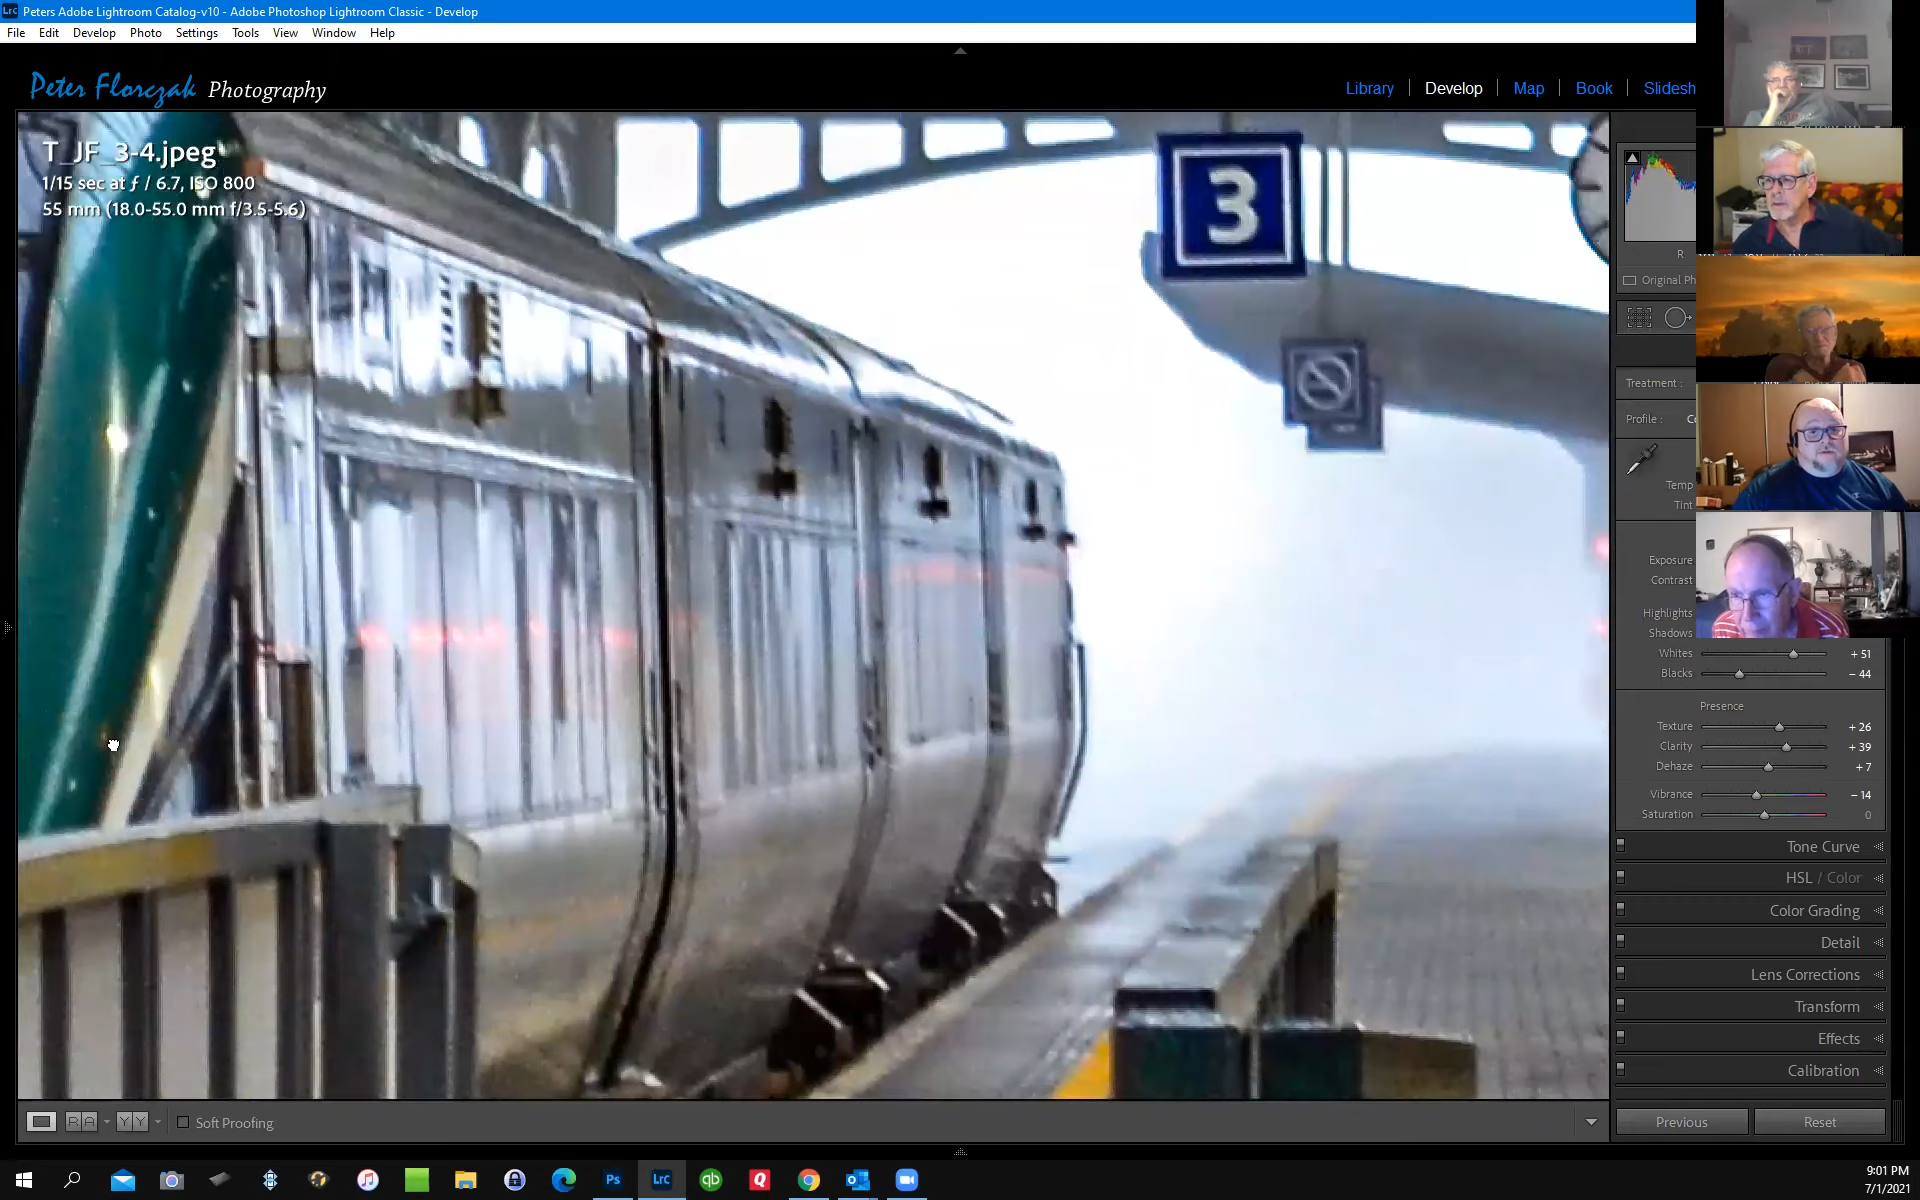 Peters Adobe Lightroom Catalog-v10 - Adobe Photoshop Lightroom Classic - Develop
File Edit Develop Photo Settings Tools View Window Help
Peter Florczak Photography
Library | Develop | Map | Book | Slidesh
T_JF_3-4.jpeg
1/15 sec at ƒ / 6.7, ISO 800
55 mm (18.0-55.0 mm f/3.5-5.6)
3
R
Original Ph
Treatment :
Profile : Co
Temp
Tint
Exposure
Contrast
Highlights
Shadows
Whites + 51
Blacks − 44
Presence
Texture + 26
Clarity + 39
Dehaze + 7
Vibrance − 14
Saturation 0
Tone Curve
HSL / Color
Color Grading
Detail
Lens Corrections
Transform
Effects
Calibration
R A Y Y Soft Proofing
Previous Reset
Ps Lrc qb Q
9:01 PM
7/1/2021